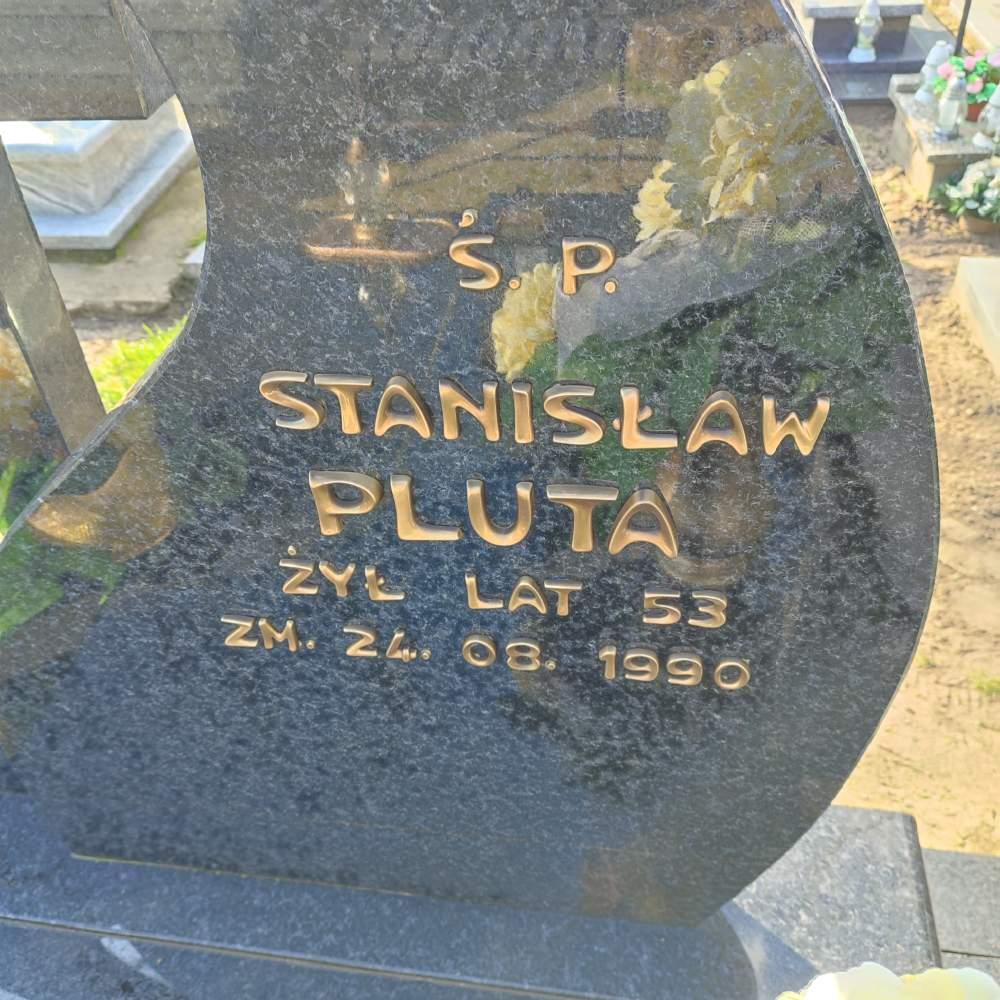 Ś. P.
STANISŁAW
PLUTA
ŻYŁ LAT 53
ZM. 24. 08. 1990